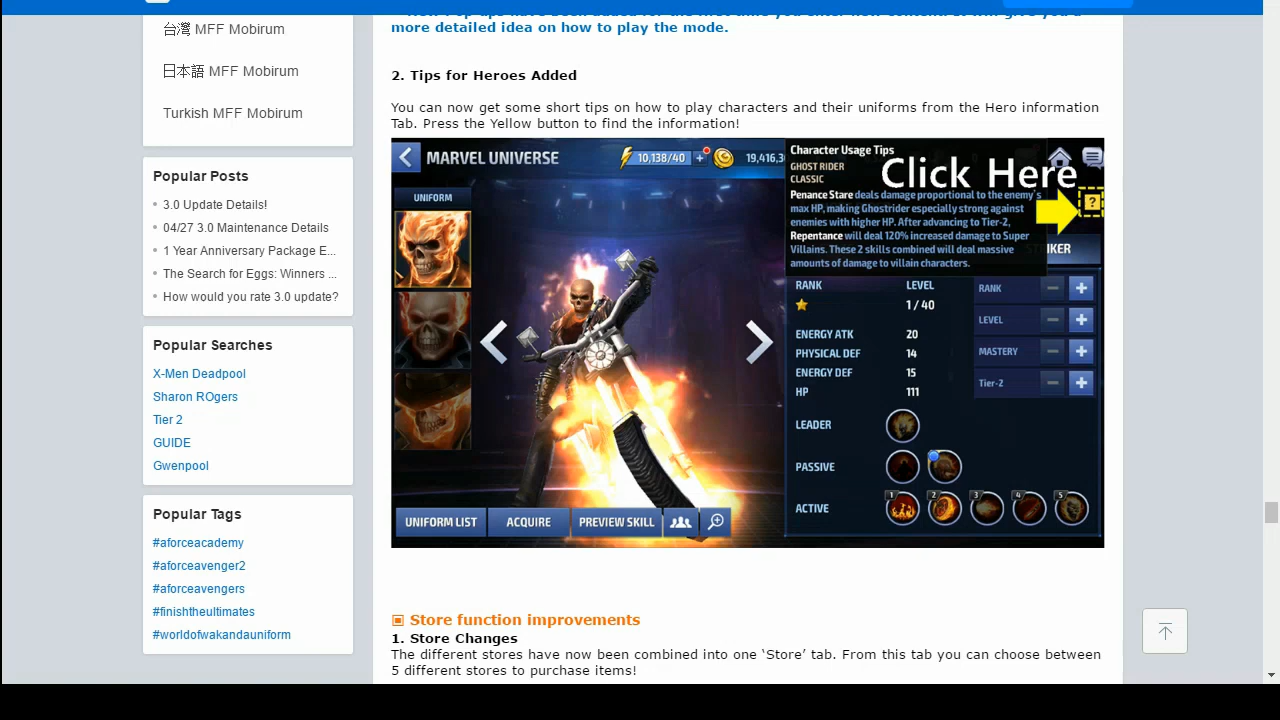 more detailed idea on how to play the mode.
台灣 MFF Mobirum
日本語 MFF Mobirum
Turkish MFF Mobirum
Popular Posts
3.0 Update Details!
04/27 3.0 Maintenance Details
1 Year Anniversary Package E...
The Search for Eggs: Winners ...
How would you rate 3.0 update?
Popular Searches
X-Men Deadpool
Sharon ROgers
Tier 2
GUIDE
Gwenpool
Popular Tags
#aforceacademy
#aforceavenger2
#aforceavengers
#finishtheultimates
#worldofwakandauniform
2. Tips for Heroes Added
You can now get some short tips on how to play characters and their uniforms from the Hero information
Tab. Press the Yellow button to find the information!
MARVEL UNIVERSE
10,138/40
19,416,3
UNIFORM
Character Usage Tips
GHOST RIDER
CLASSIC
Click Here
Penance Stare deals damage proportional to the enemy's
max HP, making Ghostrider especially strong against
enemies with higher HP. After advancing to Tier-2,
Repentance will deal 120% increased damage to Super
Villains. These 2 skills combined will deal massive
amounts of damage to villain characters.
?
STRIKER
RANK LEVEL
1 / 40
ENERGY ATK 20
PHYSICAL DEF 14
ENERGY DEF 15
HP 111
RANK
LEVEL
MASTERY
Tier-2
LEADER
PASSIVE
ACTIVE
1 2 3 4 5
UNIFORM LIST ACQUIRE PREVIEW SKILL
▣ Store function improvements
1. Store Changes
The different stores have now been combined into one ‘Store’ tab. From this tab you can choose between
5 different stores to purchase items!